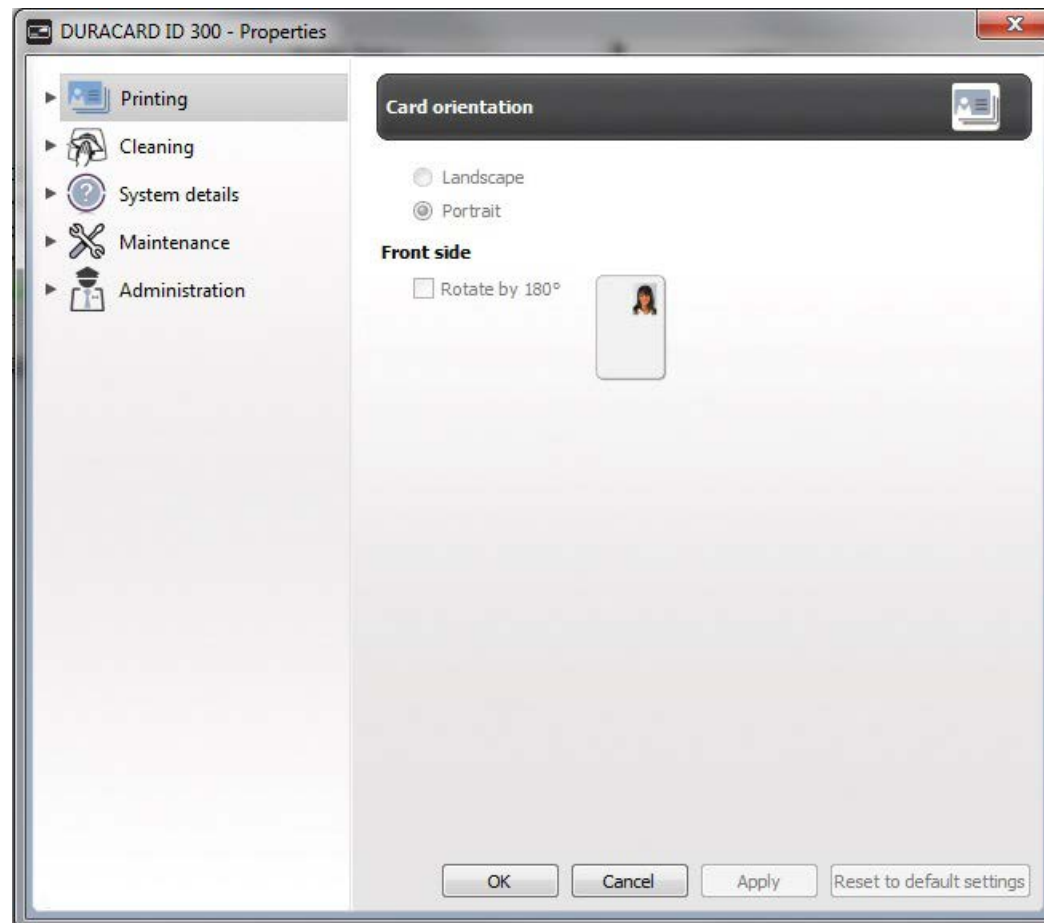 DURACARD ID 300 - Properties
X
Printing
Cleaning
System details
Maintenance
Administration
Card orientation
Landscape
Portrait
Front side
Rotate by 180°
OK Cancel Apply Reset to default settings